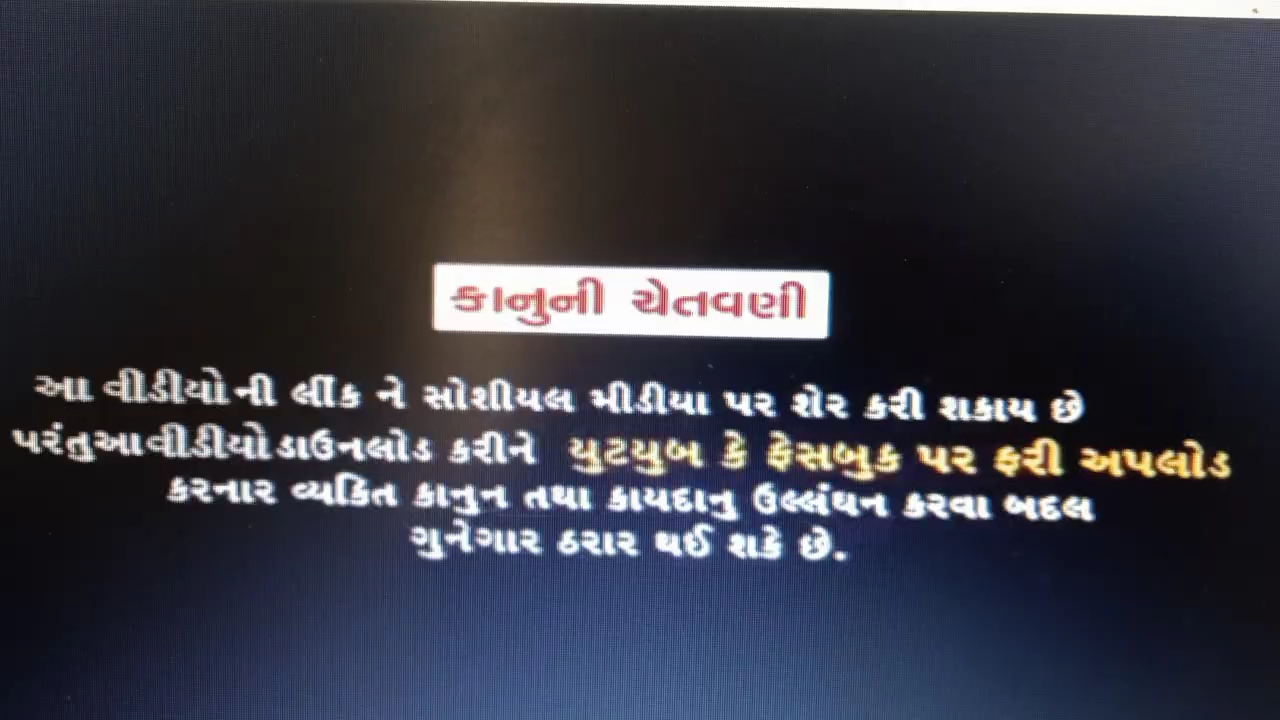 કાનુની ચેતવણી
આ વીડીયોની લીંક ને સોશીયલ મીડીયા પર શેર કરી શકાય છે
પરંતુઆવીડીયોડાઉનલોડ કરીને યુટયુબ કે ફેસબુક પર ફરી અપલોડ
કરનાર વ્યકિત કાનુન તથા કાયદાનુ ઉલ્લંઘન કરવા બદલ
ગુનેગાર ઠરાર થઈ શકે છે.